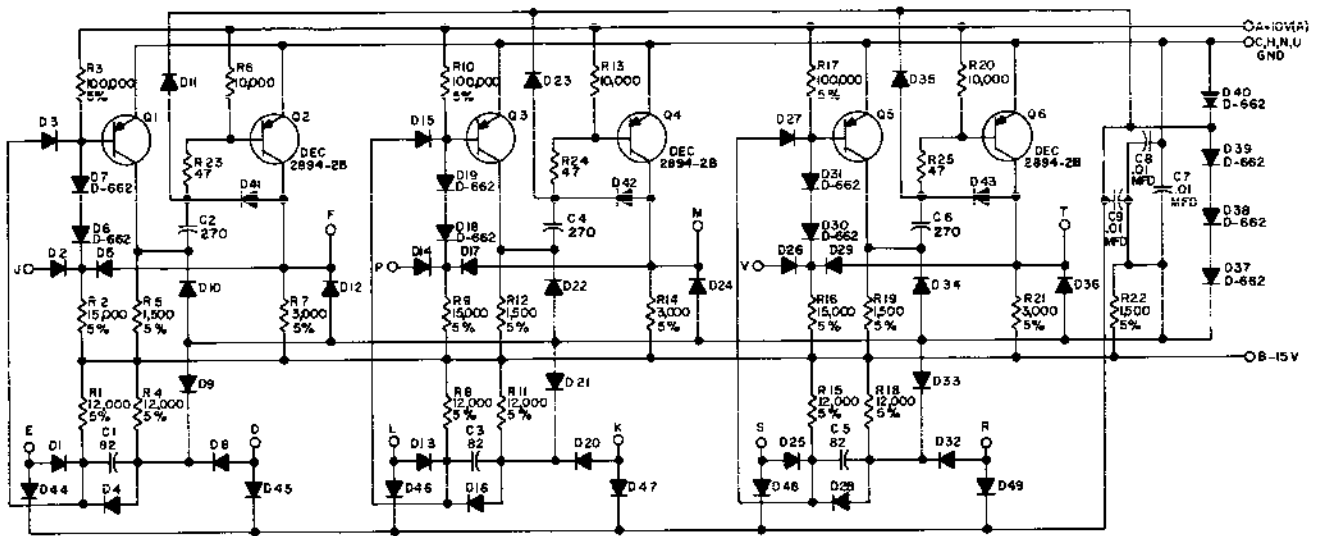 A+10V(A)
C,H,N,U
GND
R3
100,000
5%
D11
R6
10,000
R10
100,000
5%
D23
R13
10,000
R17
100,000
5%
D35
R20
10,000
D40
D-662
D3
Q1
Q2
D15
Q3
Q4
D27
Q5
Q6
C8
.01
MFD
C7
.01
MFD
D39
D-662
DEC
2894-2B
DEC
2894-2B
DEC
2894-2B
R23
47
R24
47
R25
47
D7
D-662
D41
D19
D-662
D42
D31
D-662
D43
C9
.01
MFD
D38
D-662
C2
270
F
C4
270
M
C6
270
T
D6
D-662
D18
D-662
D30
D-662
J
D2
D5
P
D14
D17
V
D26
D29
D37
D-662
D10
D12
D22
D24
D34
D36
R2
15,000
5%
R5
1,500
5%
R7
3,000
5%
R9
15,000
5%
R12
1,500
5%
R14
3,000
5%
R16
15,000
5%
R19
1,500
5%
R21
3,000
5%
R22
1,500
5%
B-15V
D9
D21
D33
R1
12,000
5%
R4
12,000
5%
R8
12,000
5%
R11
12,000
5%
R15
12,000
5%
R18
12,000
5%
E
D1
C1
82
D8
D
L
D13
C3
82
D20
K
S
D25
C5
82
D32
R
D44
D4
D45
D46
D16
D47
D48
D28
D49